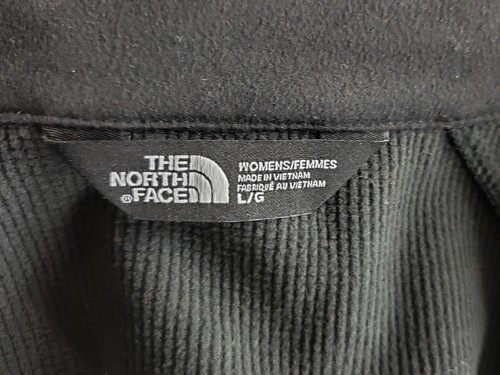 THE
NORTH
FACE
®
WOMENS/FEMMES
MADE IN VIETNAM
FABRIQUÉ AU VIETNAM
L/G